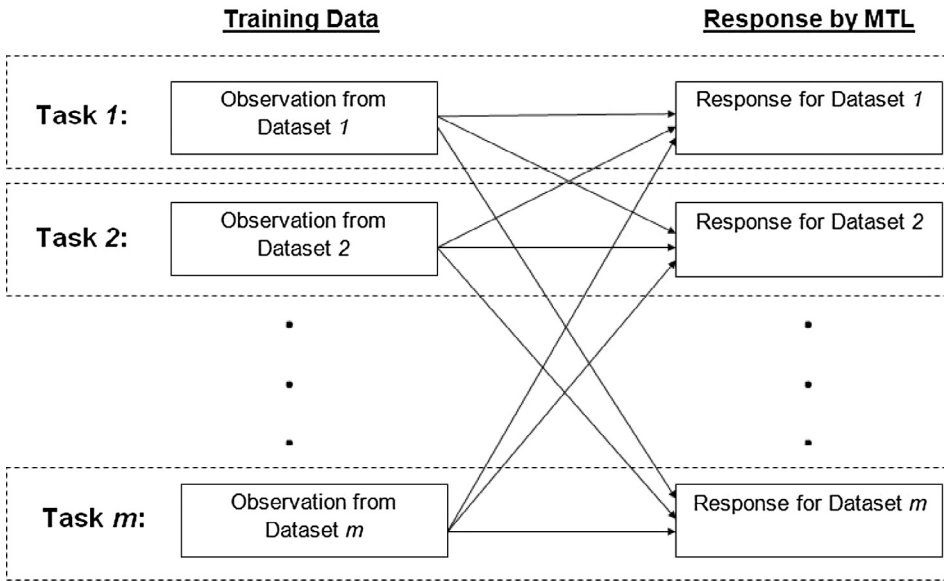 Training Data
Response by MTL
Task 1:
Observation from
Dataset 1
Response for Dataset 1
Task 2:
Observation from
Dataset 2
Response for Dataset 2
Task m:
Observation from
Dataset m
Response for Dataset m